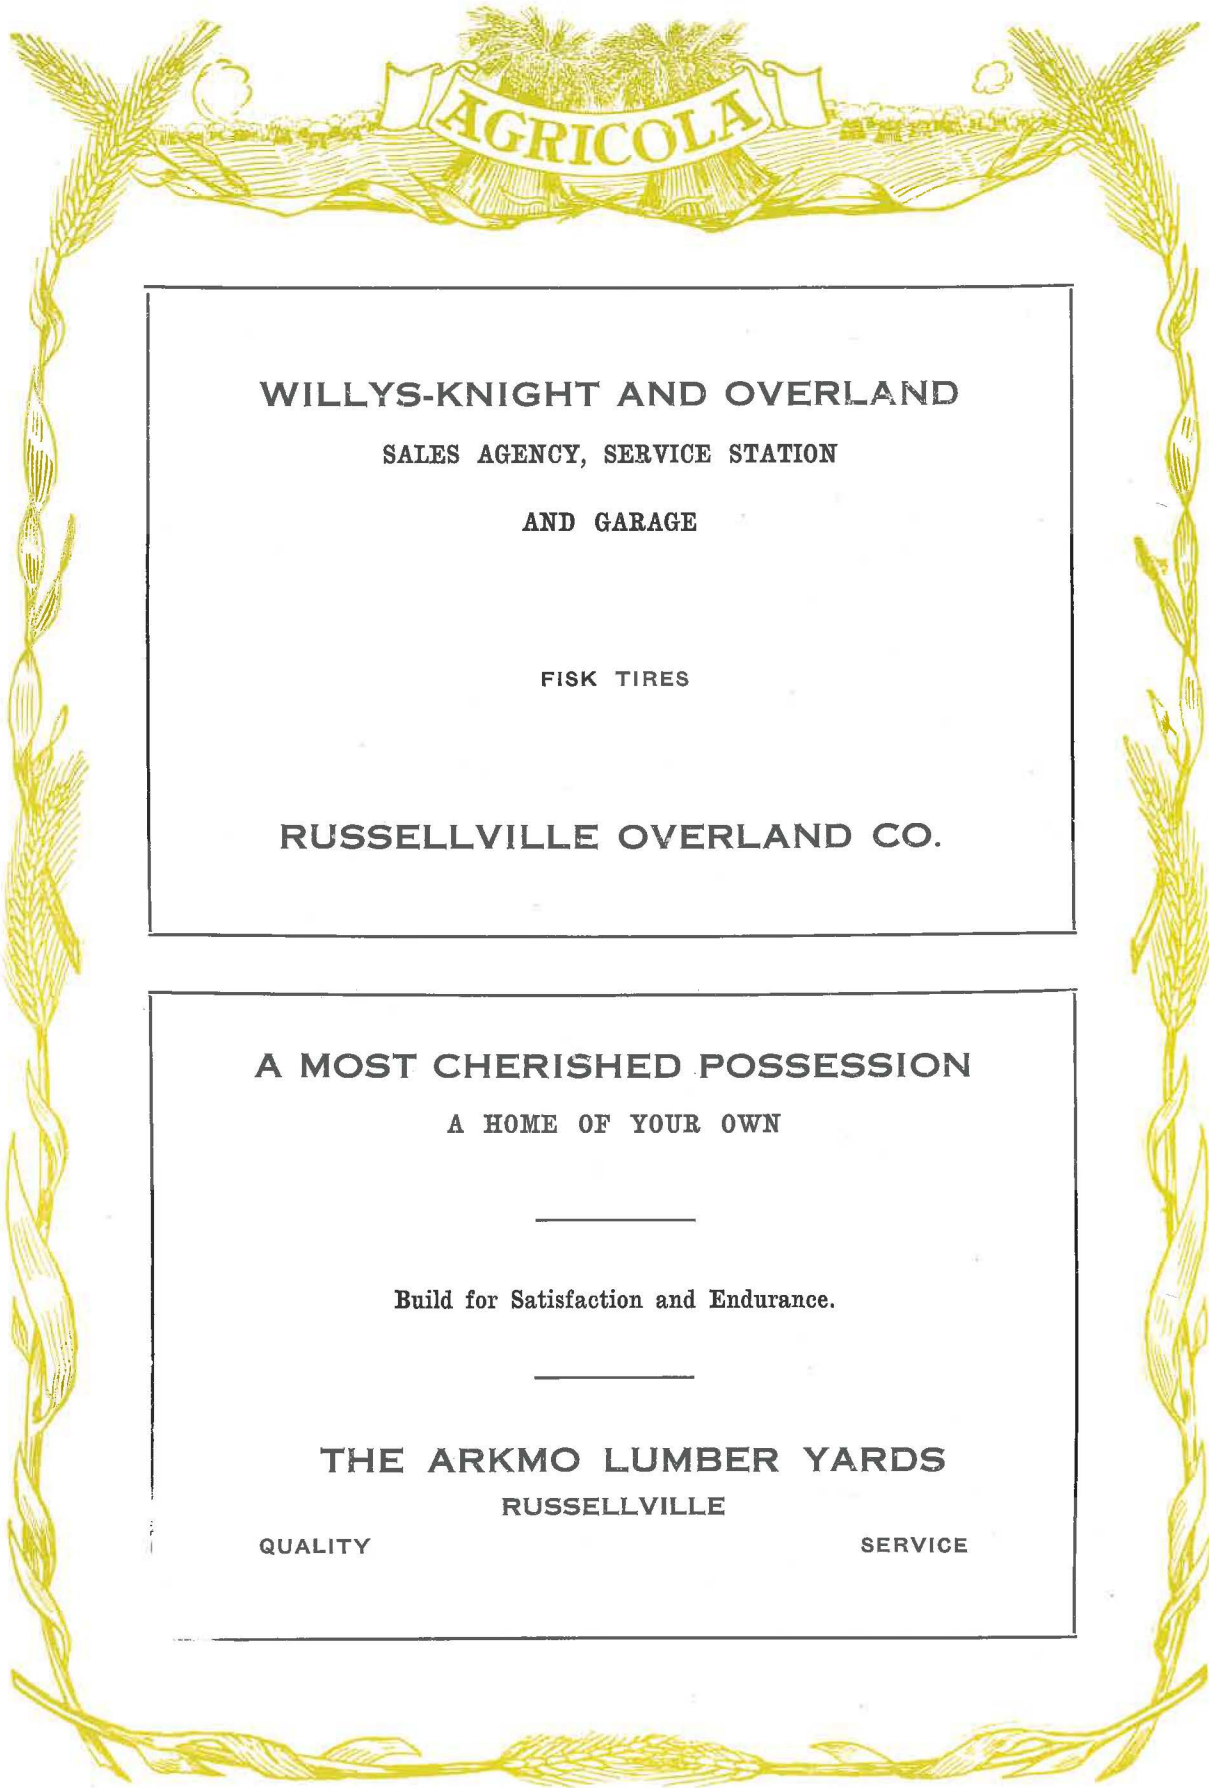 AGRICOLA
WILLYS-KNIGHT AND OVERLAND
SALES AGENCY, SERVICE STATION
AND GARAGE
FISK TIRES
RUSSELLVILLE OVERLAND CO.
A MOST CHERISHED POSSESSION
A HOME OF YOUR OWN
Build for Satisfaction and Endurance.
THE ARKMO LUMBER YARDS
RUSSELLVILLE
QUALITY SERVICE